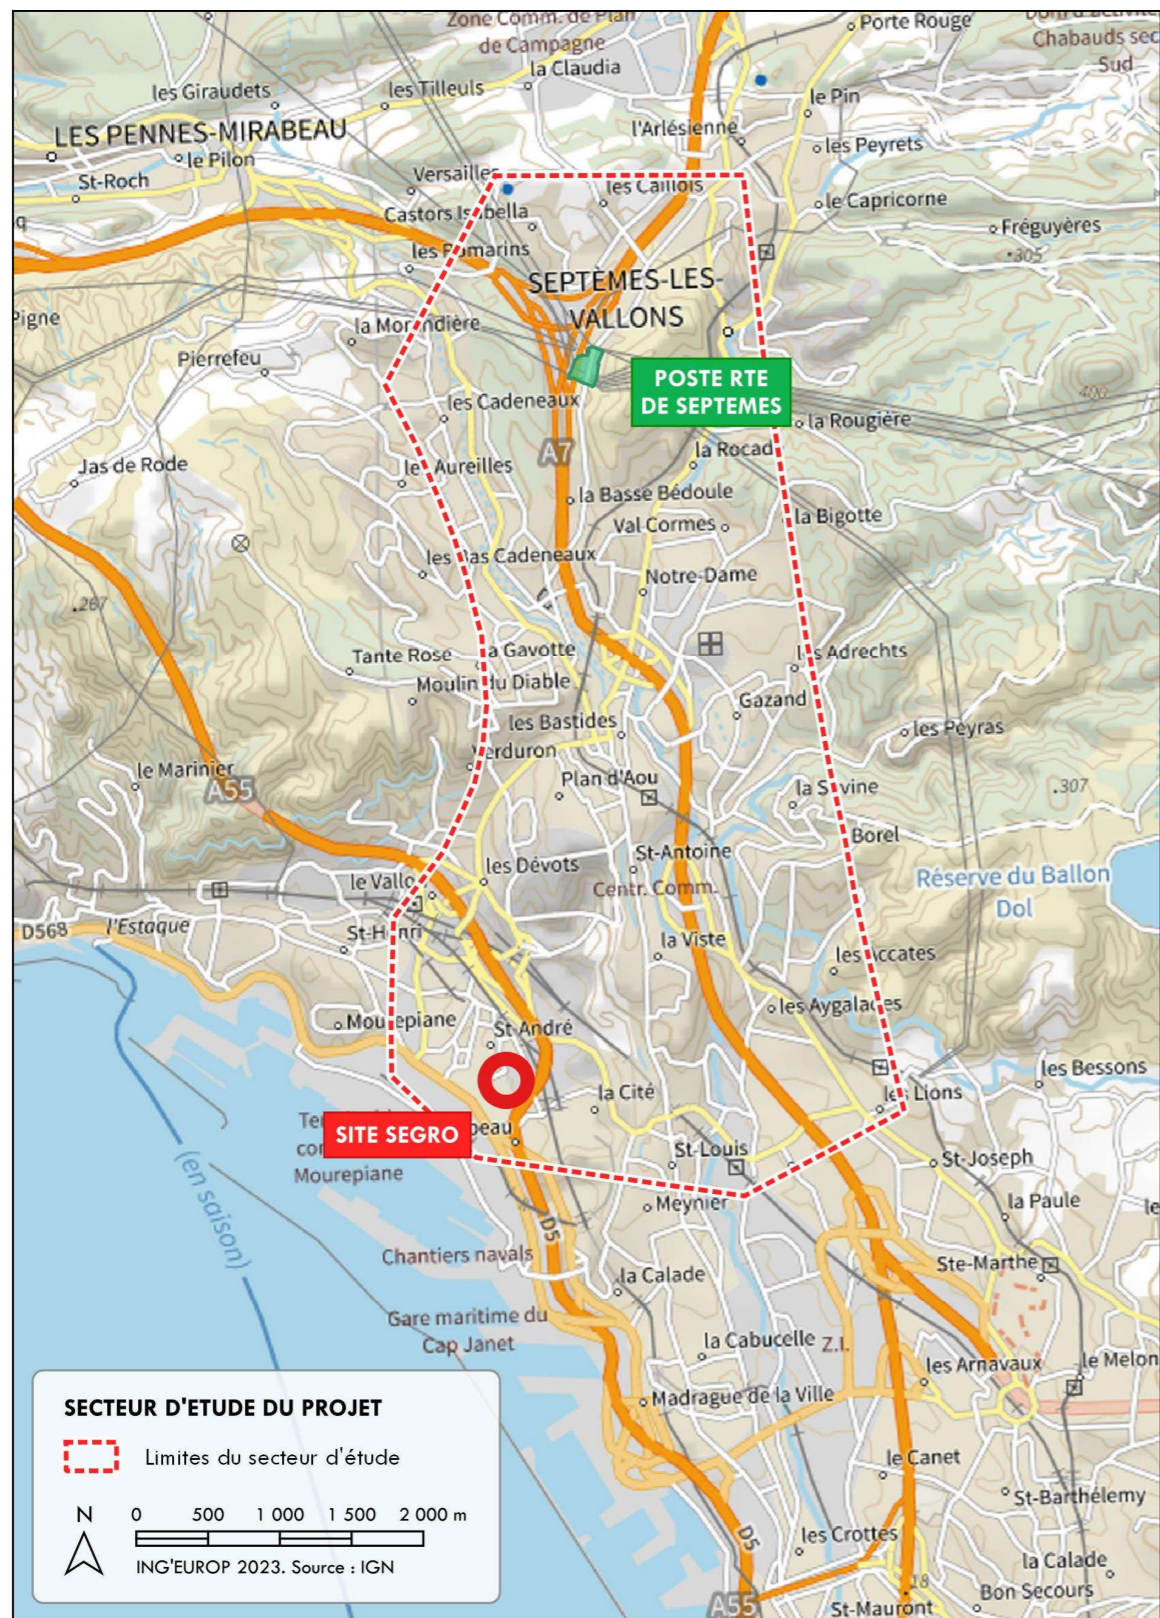 Zone Comm. de Plan
de Campagne
Porte Rouge
Chabauds sec
Sud
la Claudia
les Giraudets
les Tilleuls
le Pin
LES PENNES-MIRABEAU
l'Arlésienne
le Pilon
les Peyrets
St-Roch
Versailles
les Caillols
le Capricorne
Castors Isabella
Fréguyères
les Romarins
305
SEPTÈMES-LES-
VALLONS
Pigne
la Morandière
Pierrefeu
POSTE RTE
DE SEPTEMES
400
les Cadeneaux
la Rougière
A7
la Rocad
Jas de Rode
les Aureilles
la Basse Bédoule
Val Cormes
la Bigotte
les Bas Cadeneaux
Notre-Dame
267
Tante Rose
la Gavotte
les Adrechts
Moulin du Diable
Gazand
les Bastides
les Peyras
Verduron
le Marinier
Plan d'Aou
la Savine
A55
307
Borel
St-Antoine
les Dévots
le Vallo
Centr. Comm.
Réserve du Ballon
Dol
D568
l'Estaque
St-Henri
la Viste
les Accates
Mourepiane
St-André
les Aygalades
les Bessons
la Cité
les Lions
SITE SEGRO
beau
Mourepiane
St-Louis
St-Joseph
(en saison)
Meynier
la Paule
D5
Chantiers navals
Ste-Marthe
la Calade
Gare maritime du
Cap Janet
la Cabucelle
Z.I.
les Arnavaux
le Melon
Madrague de la Ville
SECTEUR D'ETUDE DU PROJET
Limites du secteur d'étude
le Canet
St-Barthélemy
N
0 500 1 000 1 500 2 000 m
ING'EUROP 2023. Source : IGN
D5
les Crottes
la Calade
18
Bon Secours
A55
St-Mauront